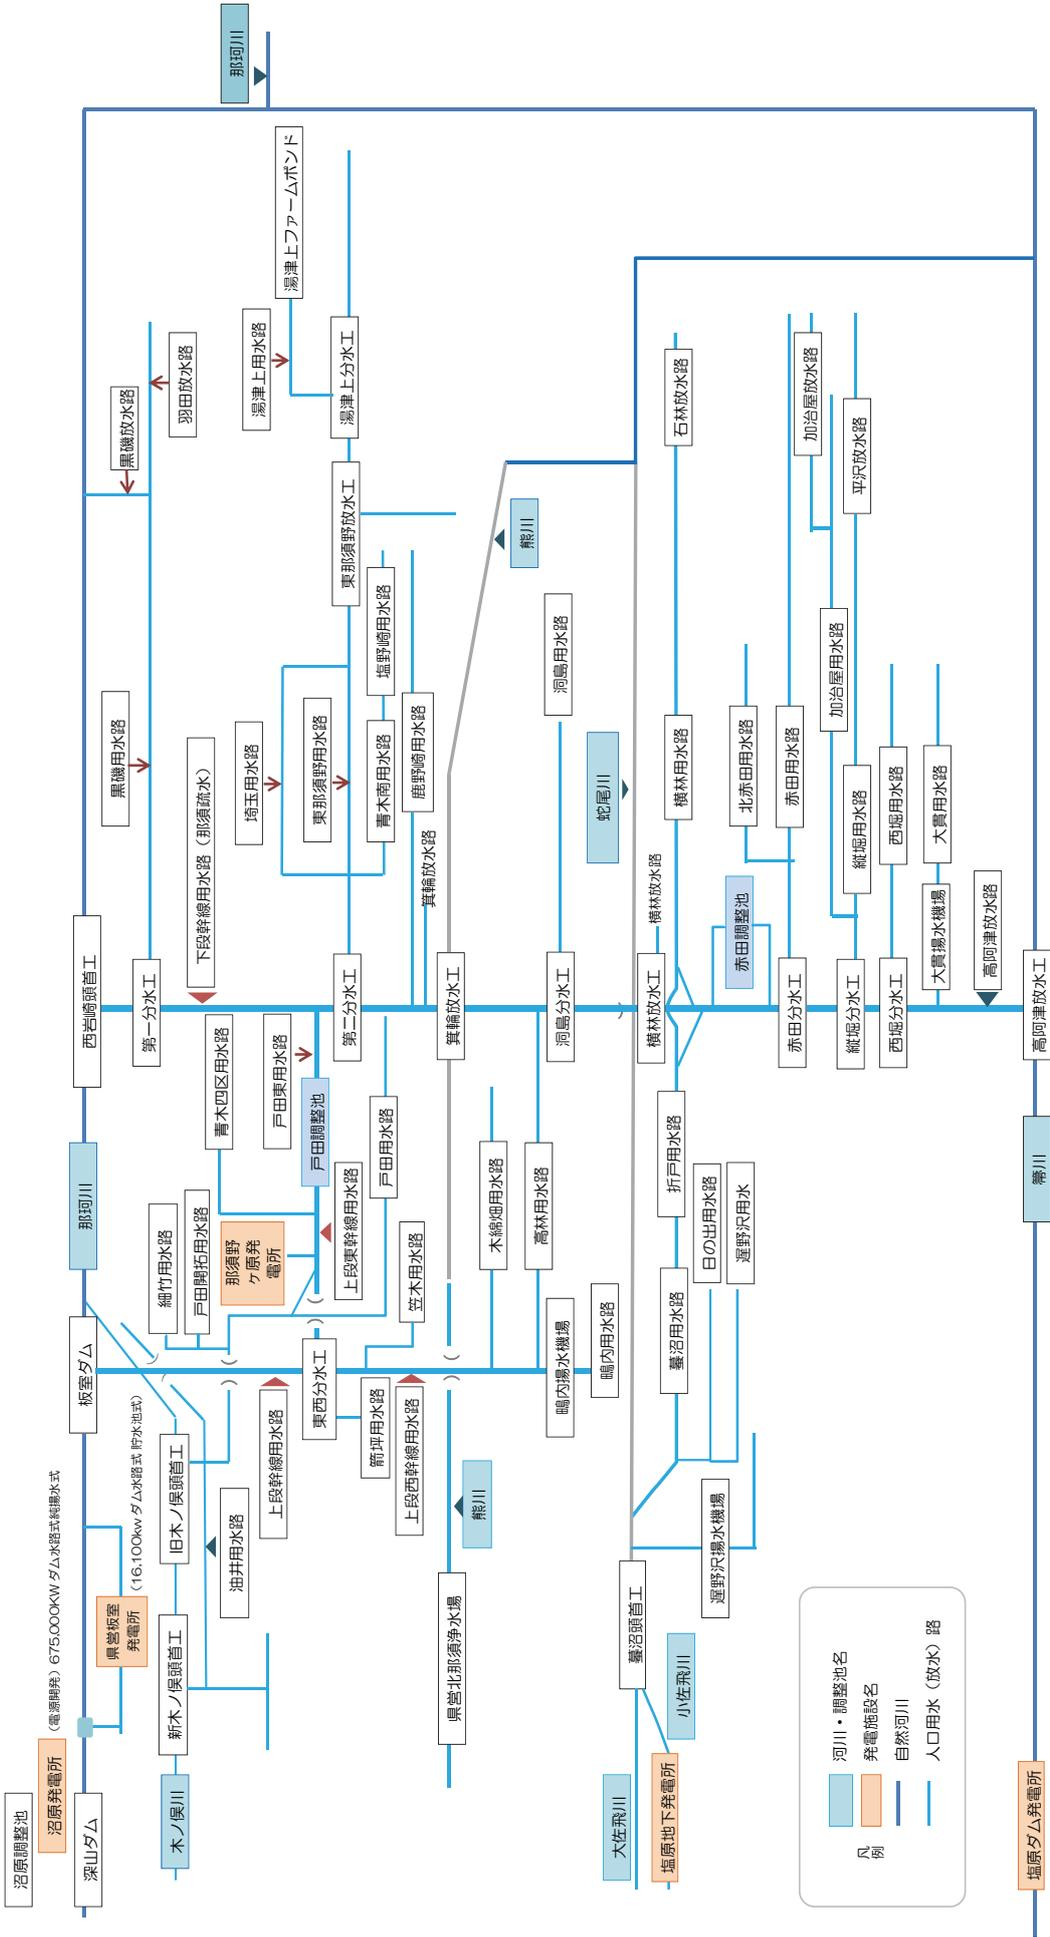 沼原調整池
沼原発電所
（電源開発）675,000KW ダム水路式純揚水式
深山ダム
県営板室
発電所
（16,100kw ダム水路式 貯水池式）
板室ダム
那珂川
西岩崎頭首工
那珂川
木ノ俣川
新木ノ俣頭首工
旧木ノ俣頭首工
油井用水路
細竹用水路
戸田開拓用水路
青木四区用水路
下段幹線用水路（那須疏水）
第一分水工
黒磯用水路
黒磯放水路
羽田放水路
上段幹線用水路
東西分水工
那須野
ヶ原発
電所
戸田東用水路
戸田調整池
上段東幹線用水路
第二分水工
埼玉用水路
東那須野用水路
東那須野放水工
湯津上用水路
湯津上分水工
湯津上ファームポンド
箭坪用水路
上段西幹線用水路
笠木用水路
戸田用水路
青木南用水路
塩野崎用水路
鹿野崎用水路
箕輪放水路
県営北那須浄水場
熊川
箕輪放水工
熊川
木綿畑用水路
高林用水路
鴫内揚水機場
鴫内用水路
洞島分水工
洞島用水路
蛇尾川
大佐飛川
塩原地下発電所
小佐飛川
蟇沼頭首工
遅野沢揚水機場
蟇沼用水路
折戸用水路
日の出用水路
遅野沢用水
横林放水工
横林放水路
横林用水路
石林放水路
赤田調整池
北赤田用水路
赤田分水工
赤田用水路
加治屋放水路
加治屋用水路
縦堀分水工
縦堀用水路
平沢放水路
西堀分水工
西堀用水路
大貫揚水機場
大貫用水路
高阿津放水路
高阿津放水工
箒川
塩原ダム発電所
凡例
河川・調整池名
発電施設名
自然河川
人口用水（放水）路